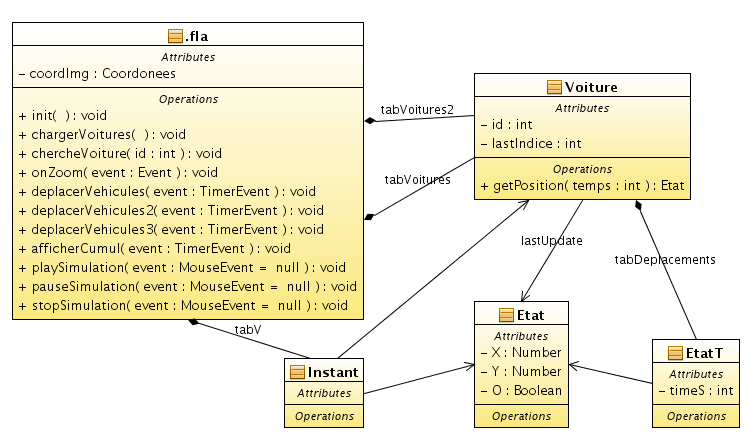 .fla
Attributes
- coordImg : Coordonees
Operations
+ init( ) : void
+ chargerVoitures( ) : void
+ chercheVoiture( id : int ) : void
+ onZoom( event : Event ) : void
+ deplacerVehicules( event : TimerEvent ) : void
+ deplacerVehicules2( event : TimerEvent ) : void
+ deplacerVehicules3( event : TimerEvent ) : void
+ afficherCumul( event : TimerEvent ) : void
+ playSimulation( event : MouseEvent = null ) : void
+ pauseSimulation( event : MouseEvent = null ) : void
+ stopSimulation( event : MouseEvent = null ) : void
tabVoitures2
tabVoitures
Voiture
Attributes
- id : int
- lastIndice : int
Operations
+ getPosition( temps : int ) : Etat
lastUpdate
tabDeplacements
tabV
Instant
Attributes
Operations
Etat
Attributes
- X : Number
- Y : Number
- O : Boolean
Operations
EtatT
Attributes
- timeS : int
Operations